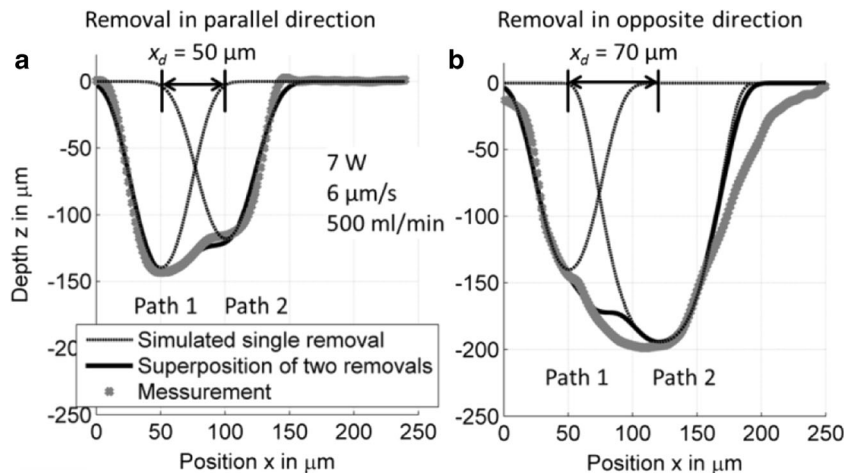 Removal in parallel direction
a
x_d = 50 µm
0
-50
-100
-150
-20
-250
Depth z in µm
7 W
6 µm/s
500 ml/min
Path 1
Path 2
Simulated single removal
Superposition of two removals
Messurement
0 50 100 150 200 250
Position x in µm
Removal in opposite direction
b
x_d = 70 µm
0
-50
-100
-150
-200
-250
Path 1
Path 2
0 50 100 150 200 250
Position x in µm